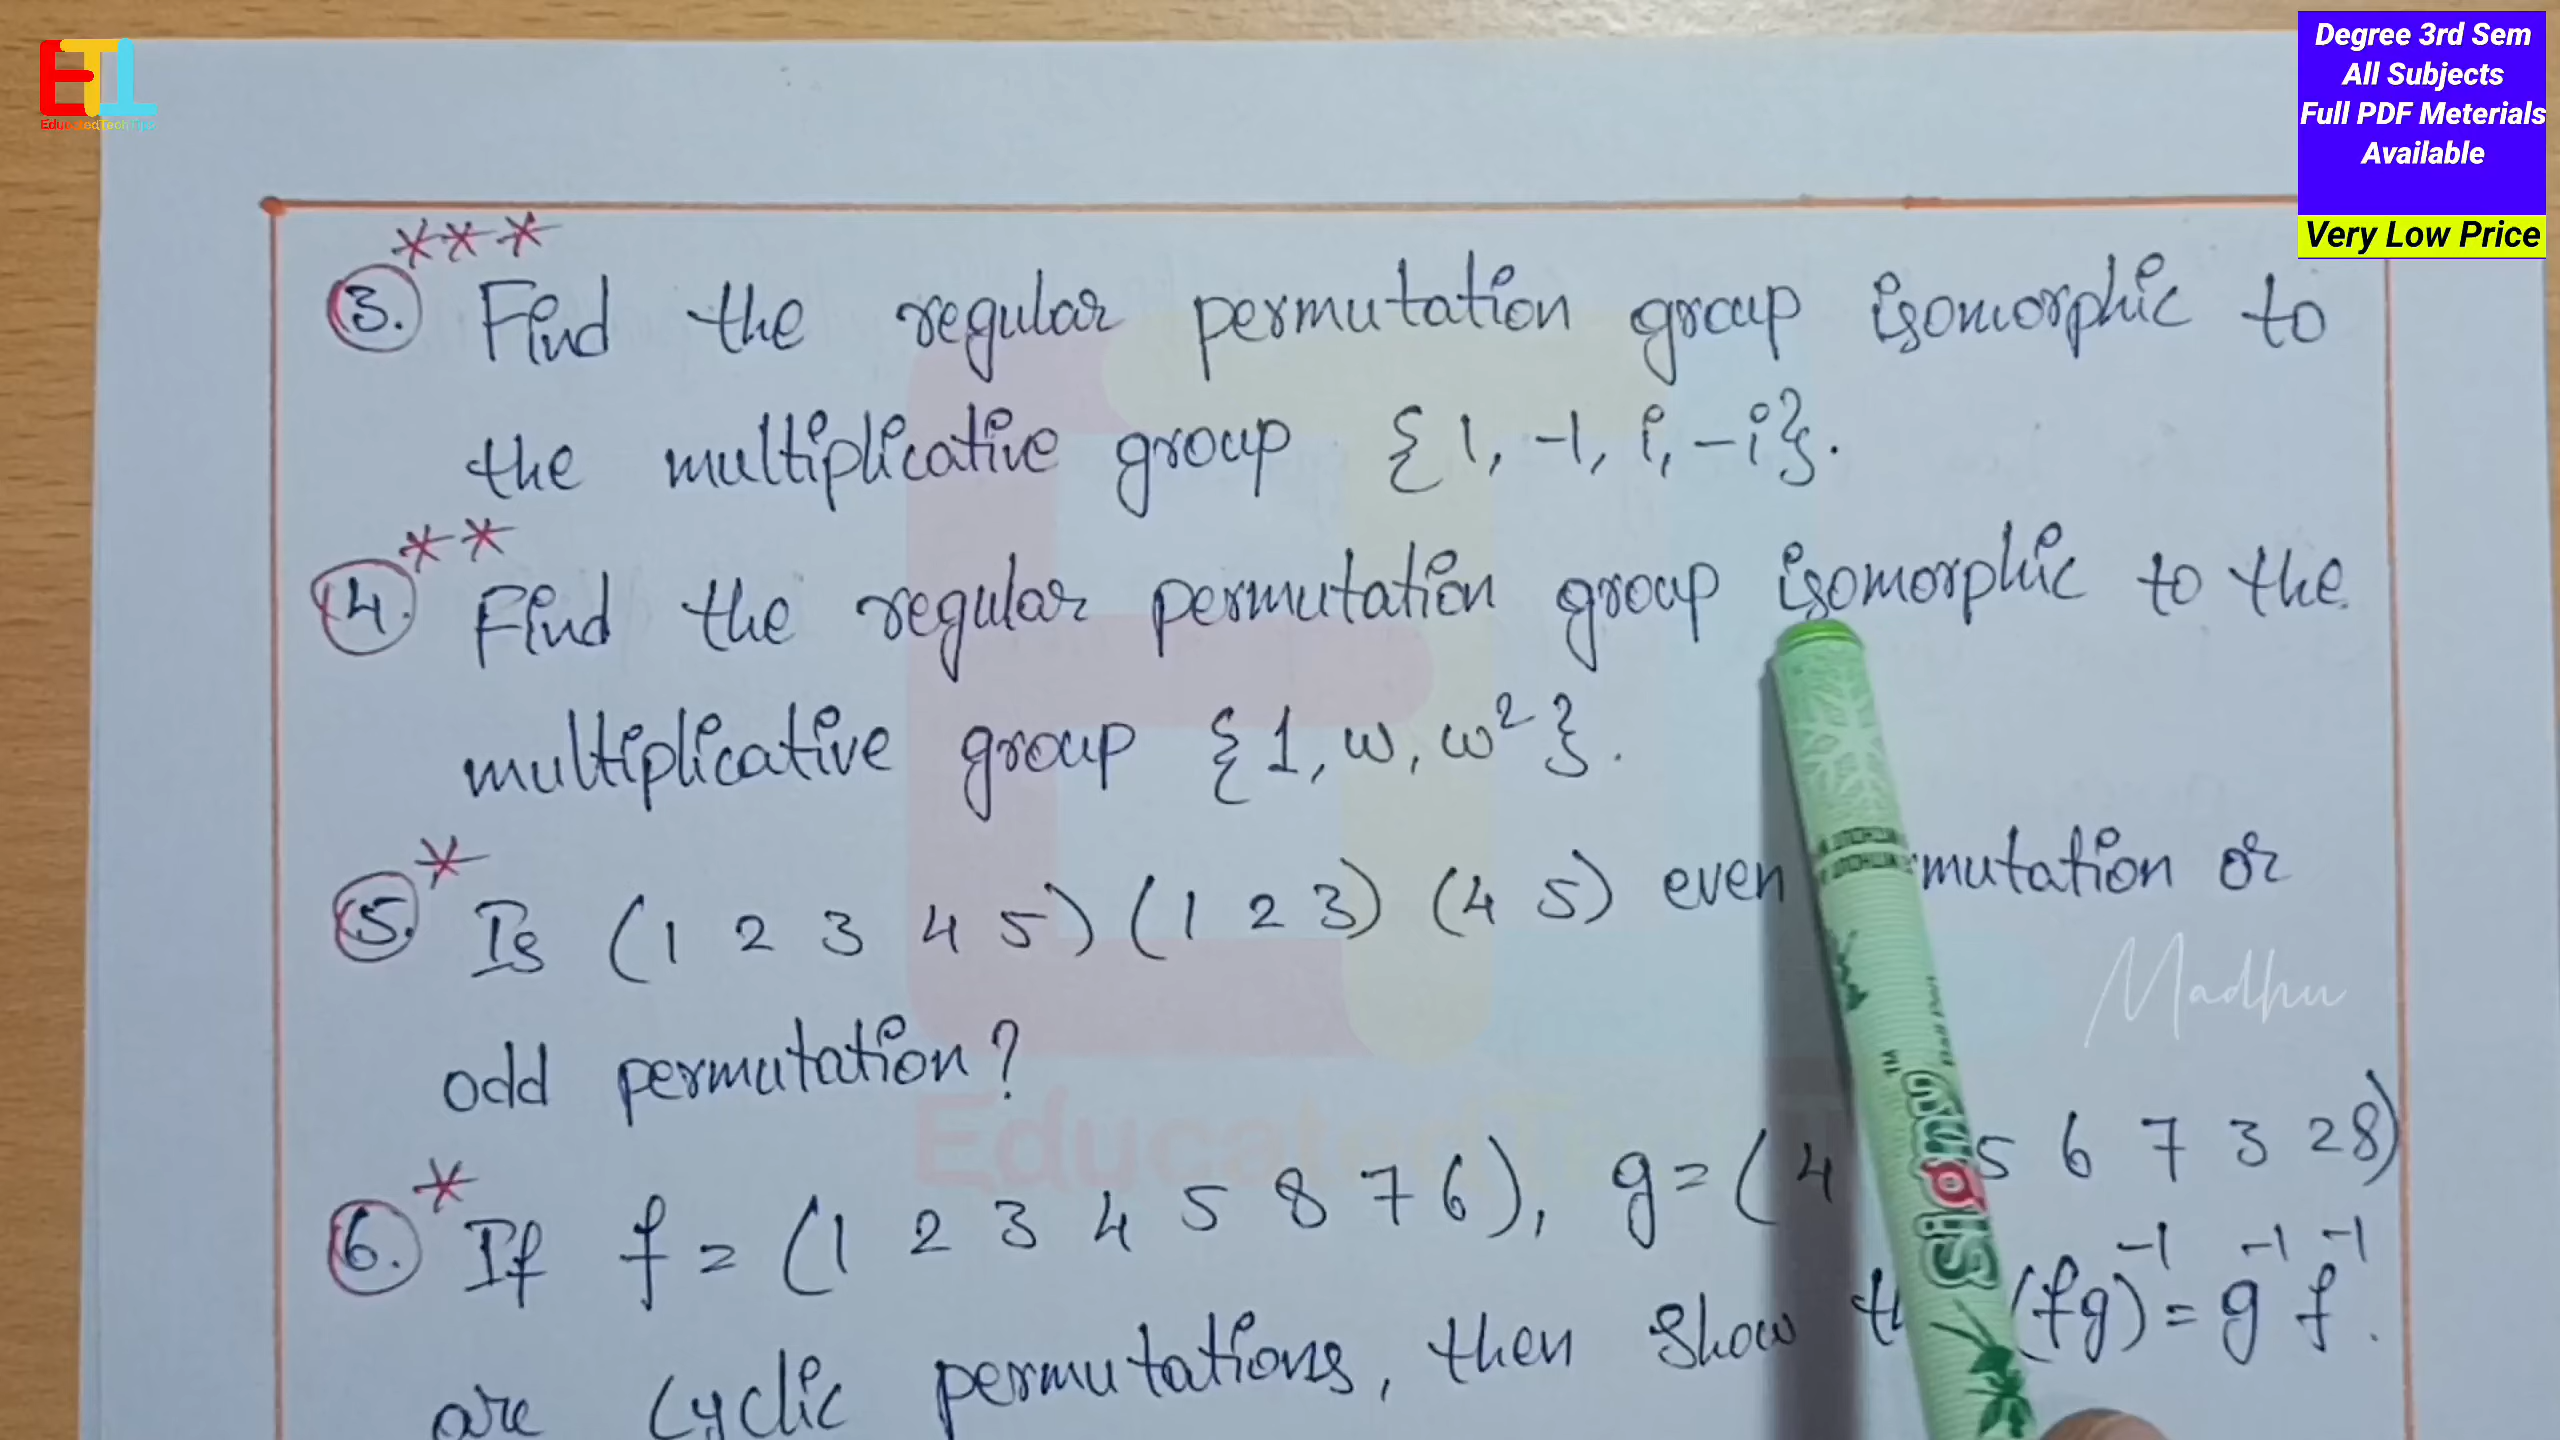 ETT
EducatedTechTipz
Degree 3rd Sem
All Subjects
Full PDF Meterials
Available
Very Low Price
***
3. Find the regular permutation group isomorphic to
the multiplicative group {1, -1, i, -i}.
**
4. Find the regular permutation group isomorphic to the
multiplicative group {1, w, w²}.
*
5. Is (1 2 3 4 5) (1 2 3) (4 5) even mutation or
odd permutation?
Madhu
*
6. If f = (1 2 3 4 5 8 7 6), g = (4 5 6 7 3 2 8)
are cyclic permutations, then show (fg)⁻¹ = g⁻¹ f⁻¹.
Signa